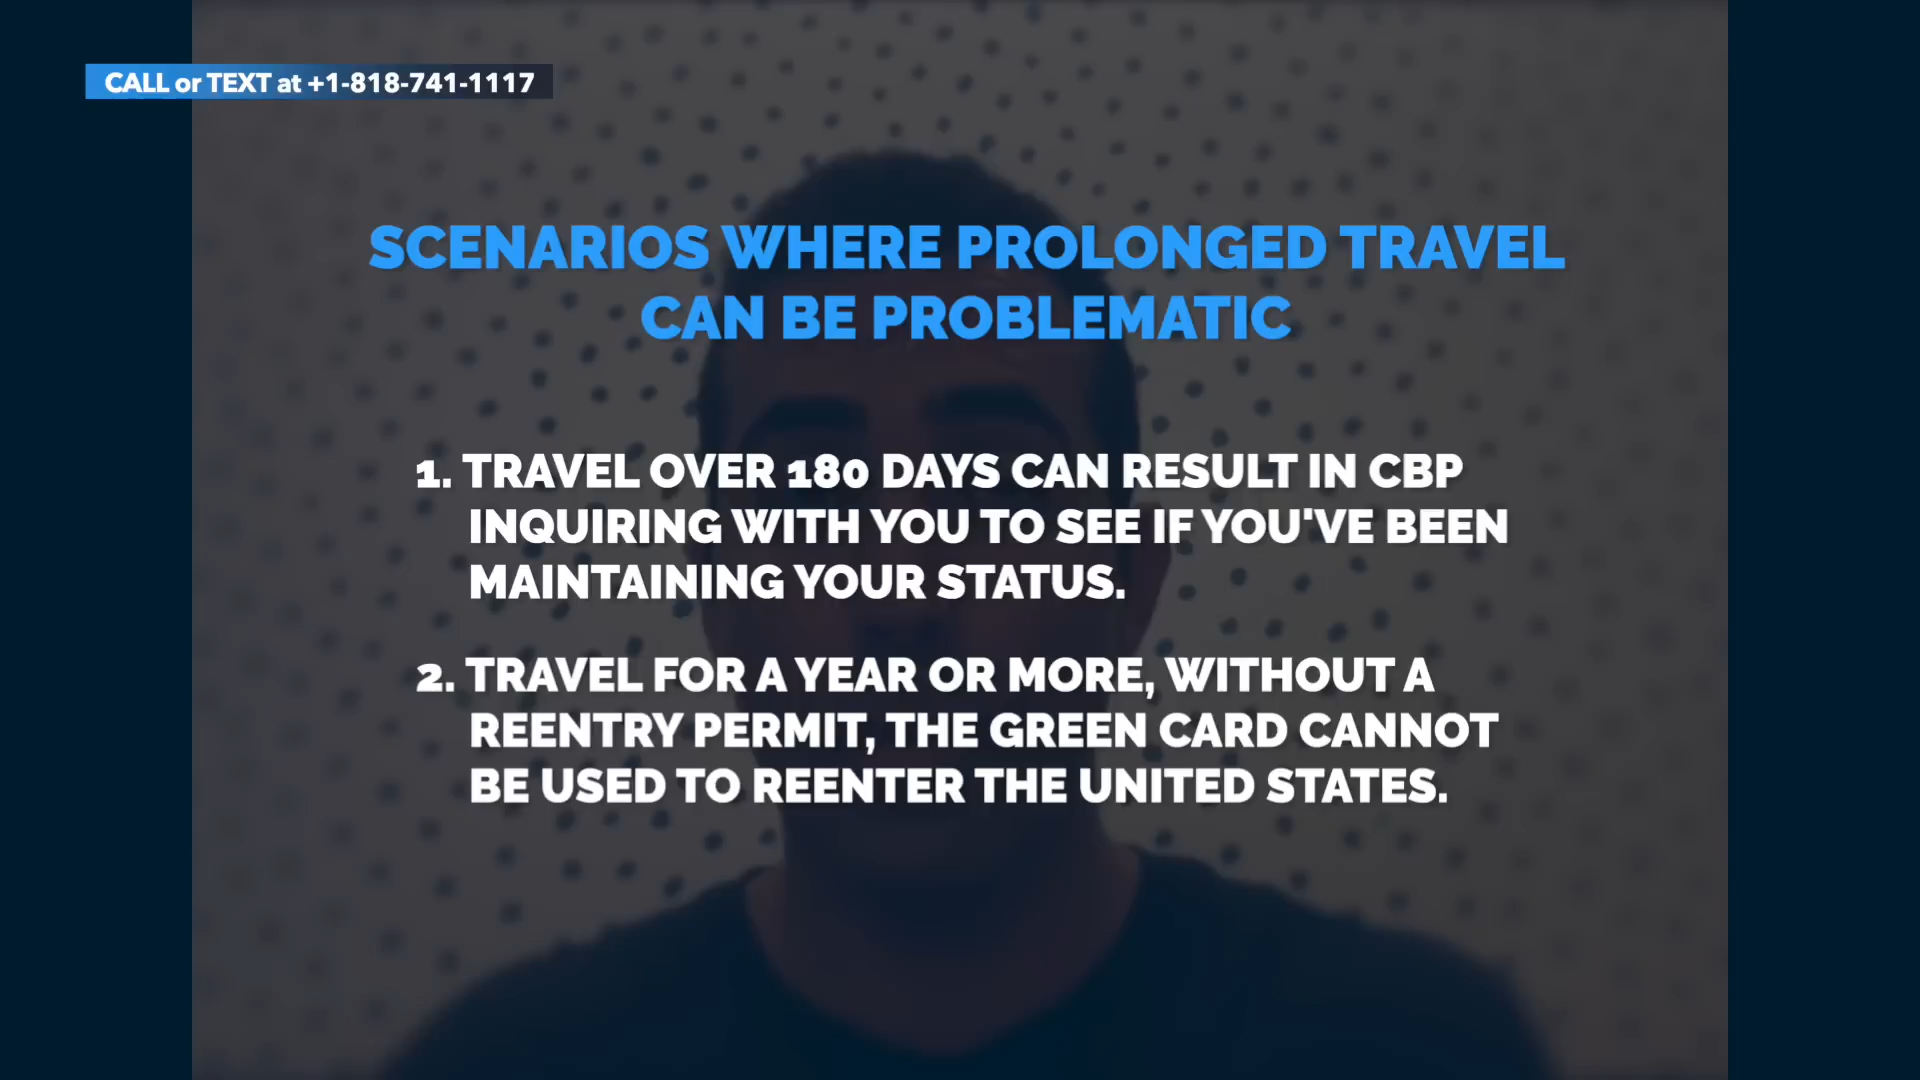 CALL or TEXT at +1-818-741-1117
SCENARIOS WHERE PROLONGED TRAVEL
CAN BE PROBLEMATIC
1. TRAVEL OVER 180 DAYS CAN RESULT IN CBP
INQUIRING WITH YOU TO SEE IF YOU'VE BEEN
MAINTAINING YOUR STATUS.
2. TRAVEL FOR A YEAR OR MORE, WITHOUT A
REENTRY PERMIT, THE GREEN CARD CANNOT
BE USED TO REENTER THE UNITED STATES.